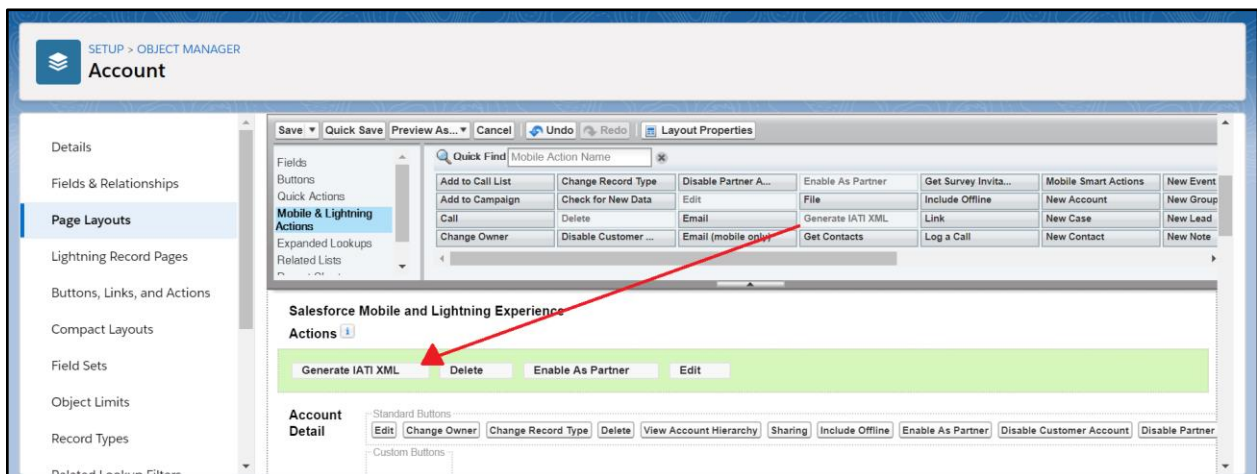 SETUP > OBJECT MANAGER
Account
Details
Fields & Relationships
Page Layouts
Lightning Record Pages
Buttons, Links, and Actions
Compact Layouts
Field Sets
Object Limits
Record Types
Related Lookup Filters
Save Quick Save Preview As... Cancel Undo Redo Layout Properties
Fields
Buttons
Quick Actions
Mobile & Lightning
Actions
Expanded Lookups
Related Lists
Quick Find Mobile Action Name
Add to Call List Change Record Type Disable Partner A... Enable As Partner Get Survey Invita... Mobile Smart Actions New Event
Add to Campaign Check for New Data Edit File Include Offline New Account New Group
Call Delete Email Generate IATI XML Link New Case New Lead
Change Owner Disable Customer ... Email (mobile only) Get Contacts Log a Call New Contact New Note
Salesforce Mobile and Lightning Experience
Actions
Generate IATI XML Delete Enable As Partner Edit
Account
Detail
Standard Buttons
Edit Change Owner Change Record Type Delete View Account Hierarchy Sharing Include Offline Enable As Partner Disable Customer Account Disable Partner
Custom Buttons